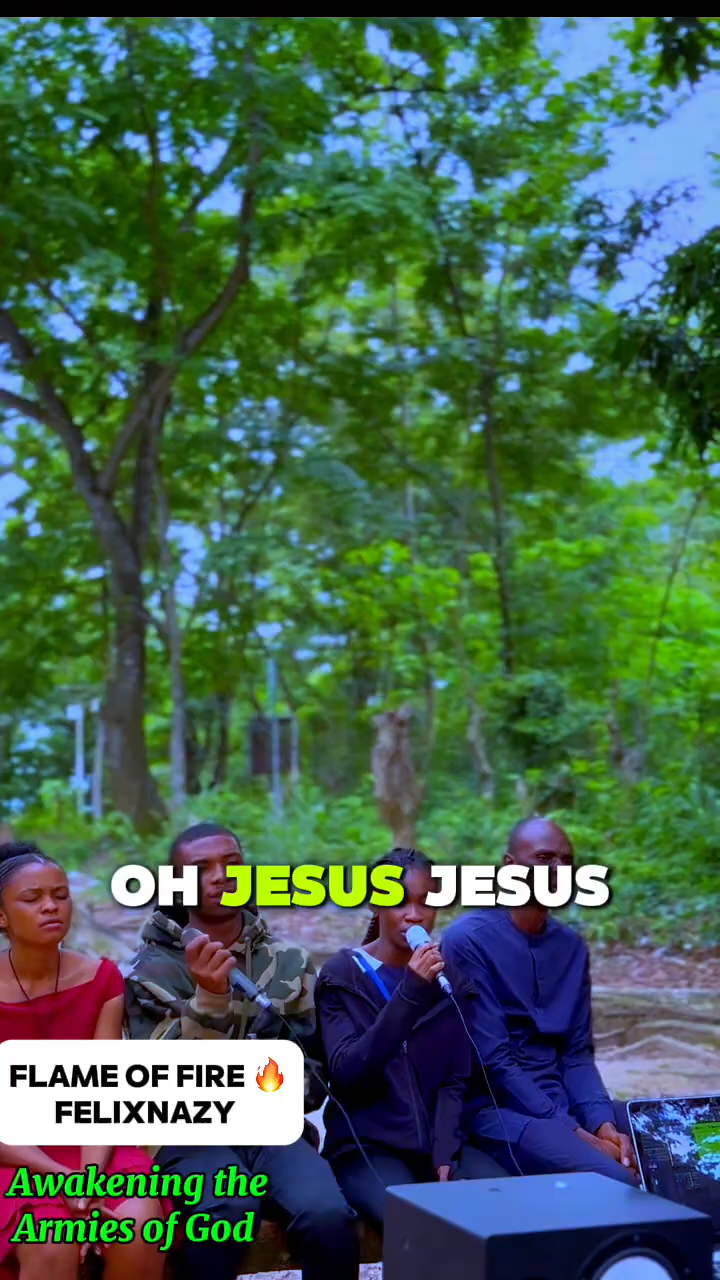 OH JESUS JESUS
FLAME OF FIRE 🔥
FELIXNAZY
Awakening the
Armies of God